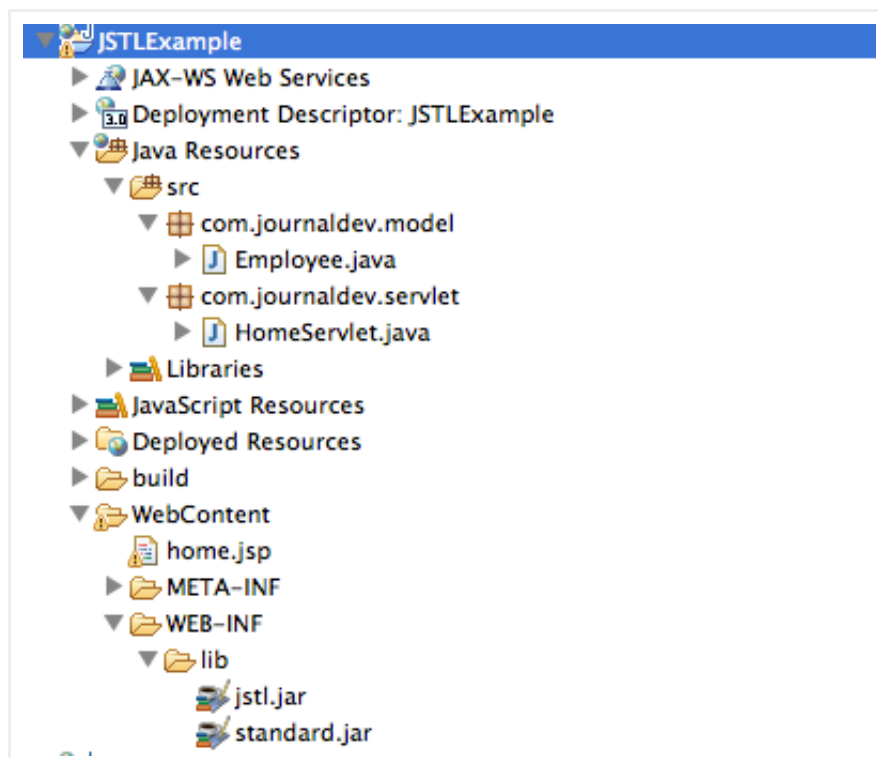 JSTLExample
JAX-WS Web Services
3.0 Deployment Descriptor: JSTLExample
Java Resources
src
com.journaldev.model
J Employee.java
com.journaldev.servlet
J HomeServlet.java
Libraries
JavaScript Resources
Deployed Resources
build
WebContent
home.jsp
META-INF
WEB-INF
lib
jstl.jar
standard.jar